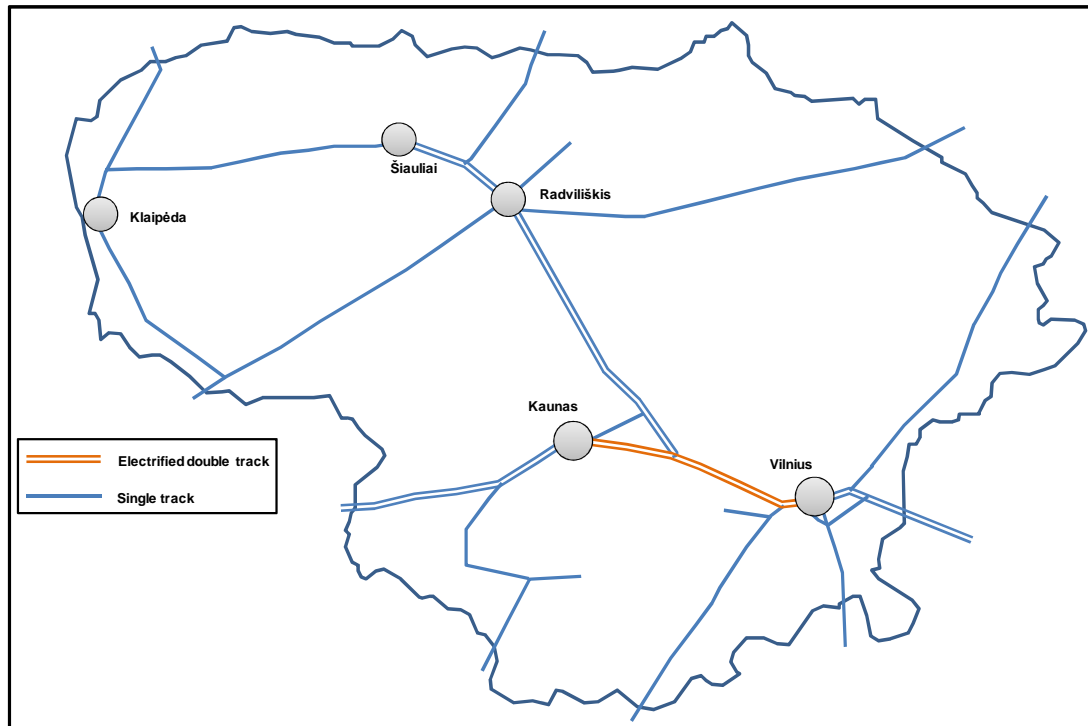 Šiauliai
Radviliškis
Klaipėda
Kaunas
Vilnius
Electrified double track
Single track